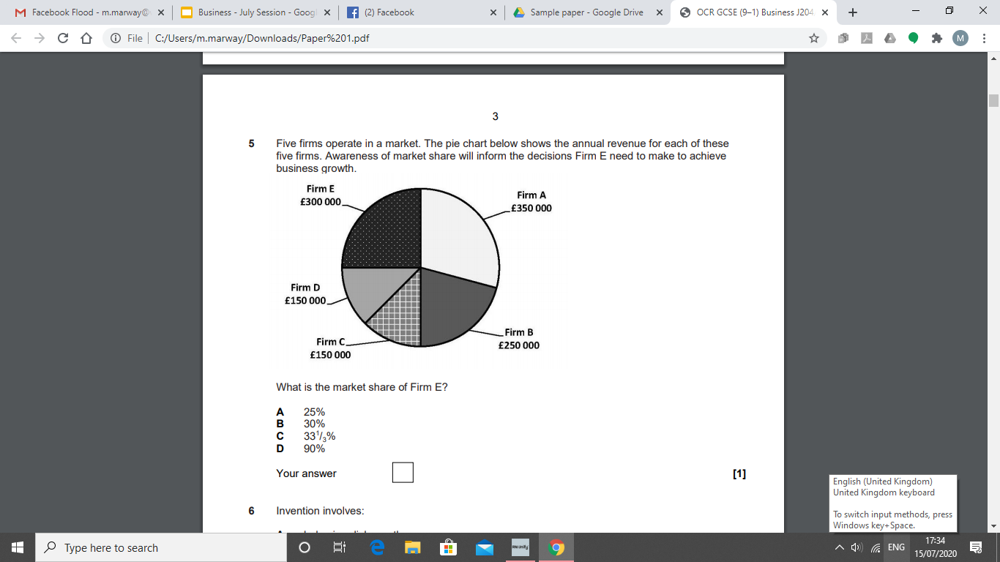 Facebook Flood - m.marway@
Business - July Session - Googl
(2) Facebook
Sample paper - Google Drive
OCR GCSE (9–1) Business J204
File
C:/Users/m.marway/Downloads/Paper%201.pdf
M
3
5 Five firms operate in a market. The pie chart below shows the annual revenue for each of these
five firms. Awareness of market share will inform the decisions Firm E need to make to achieve
business growth.
Firm E
£300 000
Firm A
£350 000
Firm D
£150 000
Firm B
£250 000
Firm C
£150 000
What is the market share of Firm E?
A 25%
B 30%
C 33 1/3%
D 90%
Your answer [1]
6 Invention involves:
English (United Kingdom)
United Kingdom keyboard
To switch input methods, press
Windows key+Space.
Type here to search
RM Unify
ENG
17:34
15/07/2020